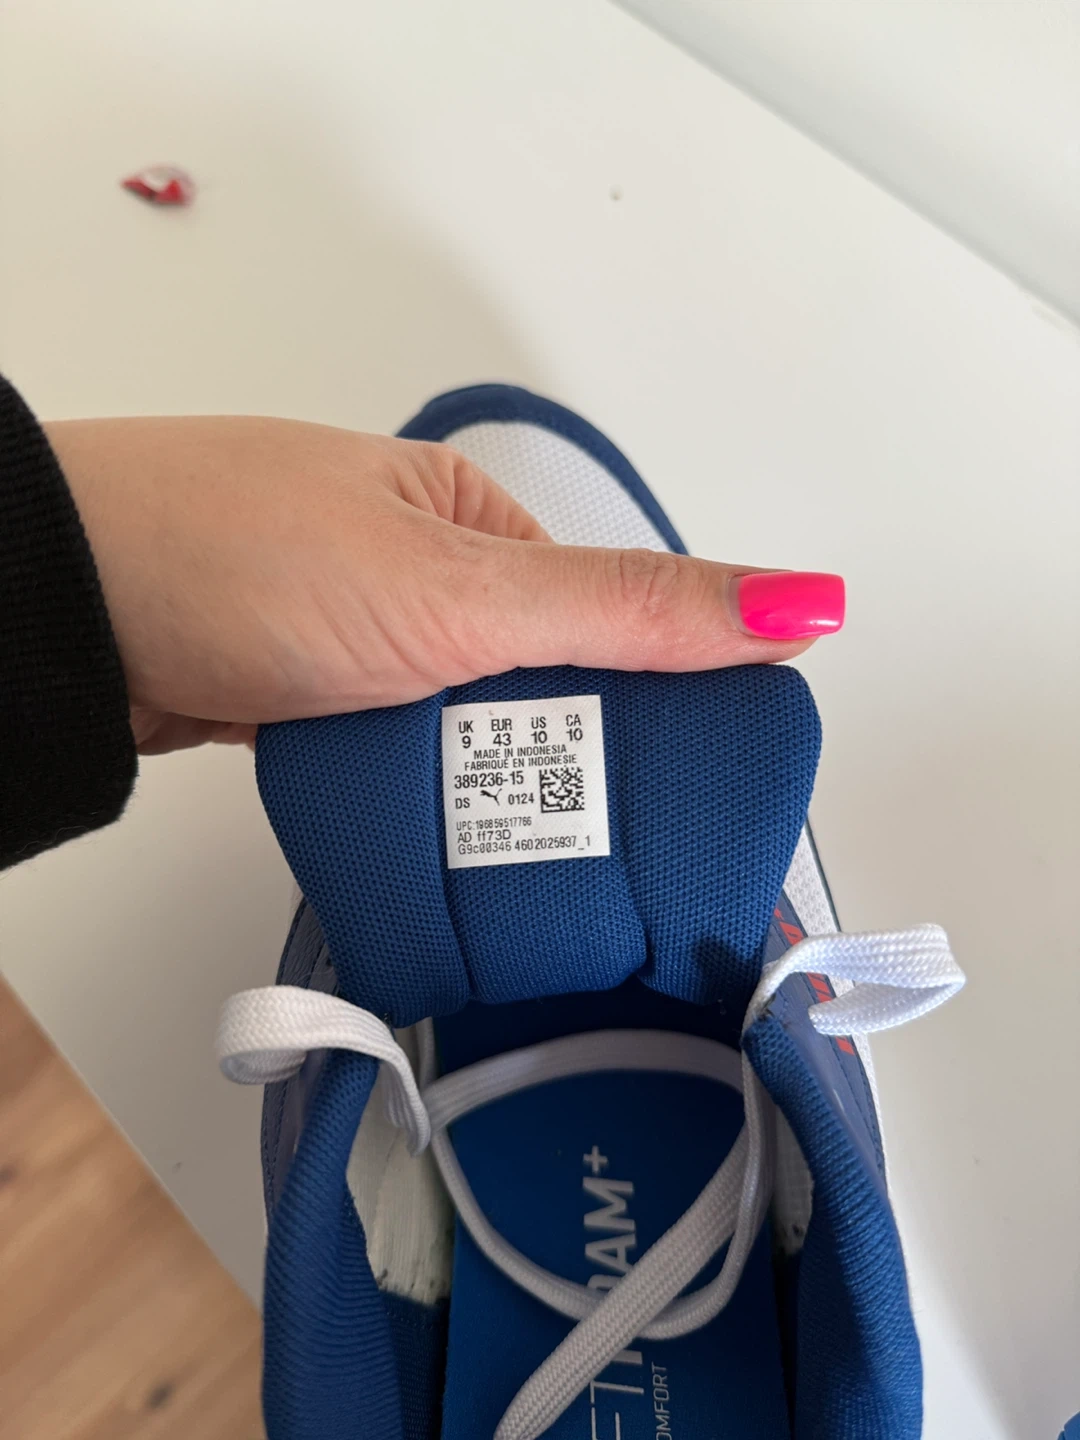 UK EUR US CA
9 43 10 10
MADE IN INDONESIA
FABRIQUÉ EN INDONESIE
389236-15
DS 0124
UPC:196859517766
AD ff73D
G9c00346 4602025937_1
COMFORT